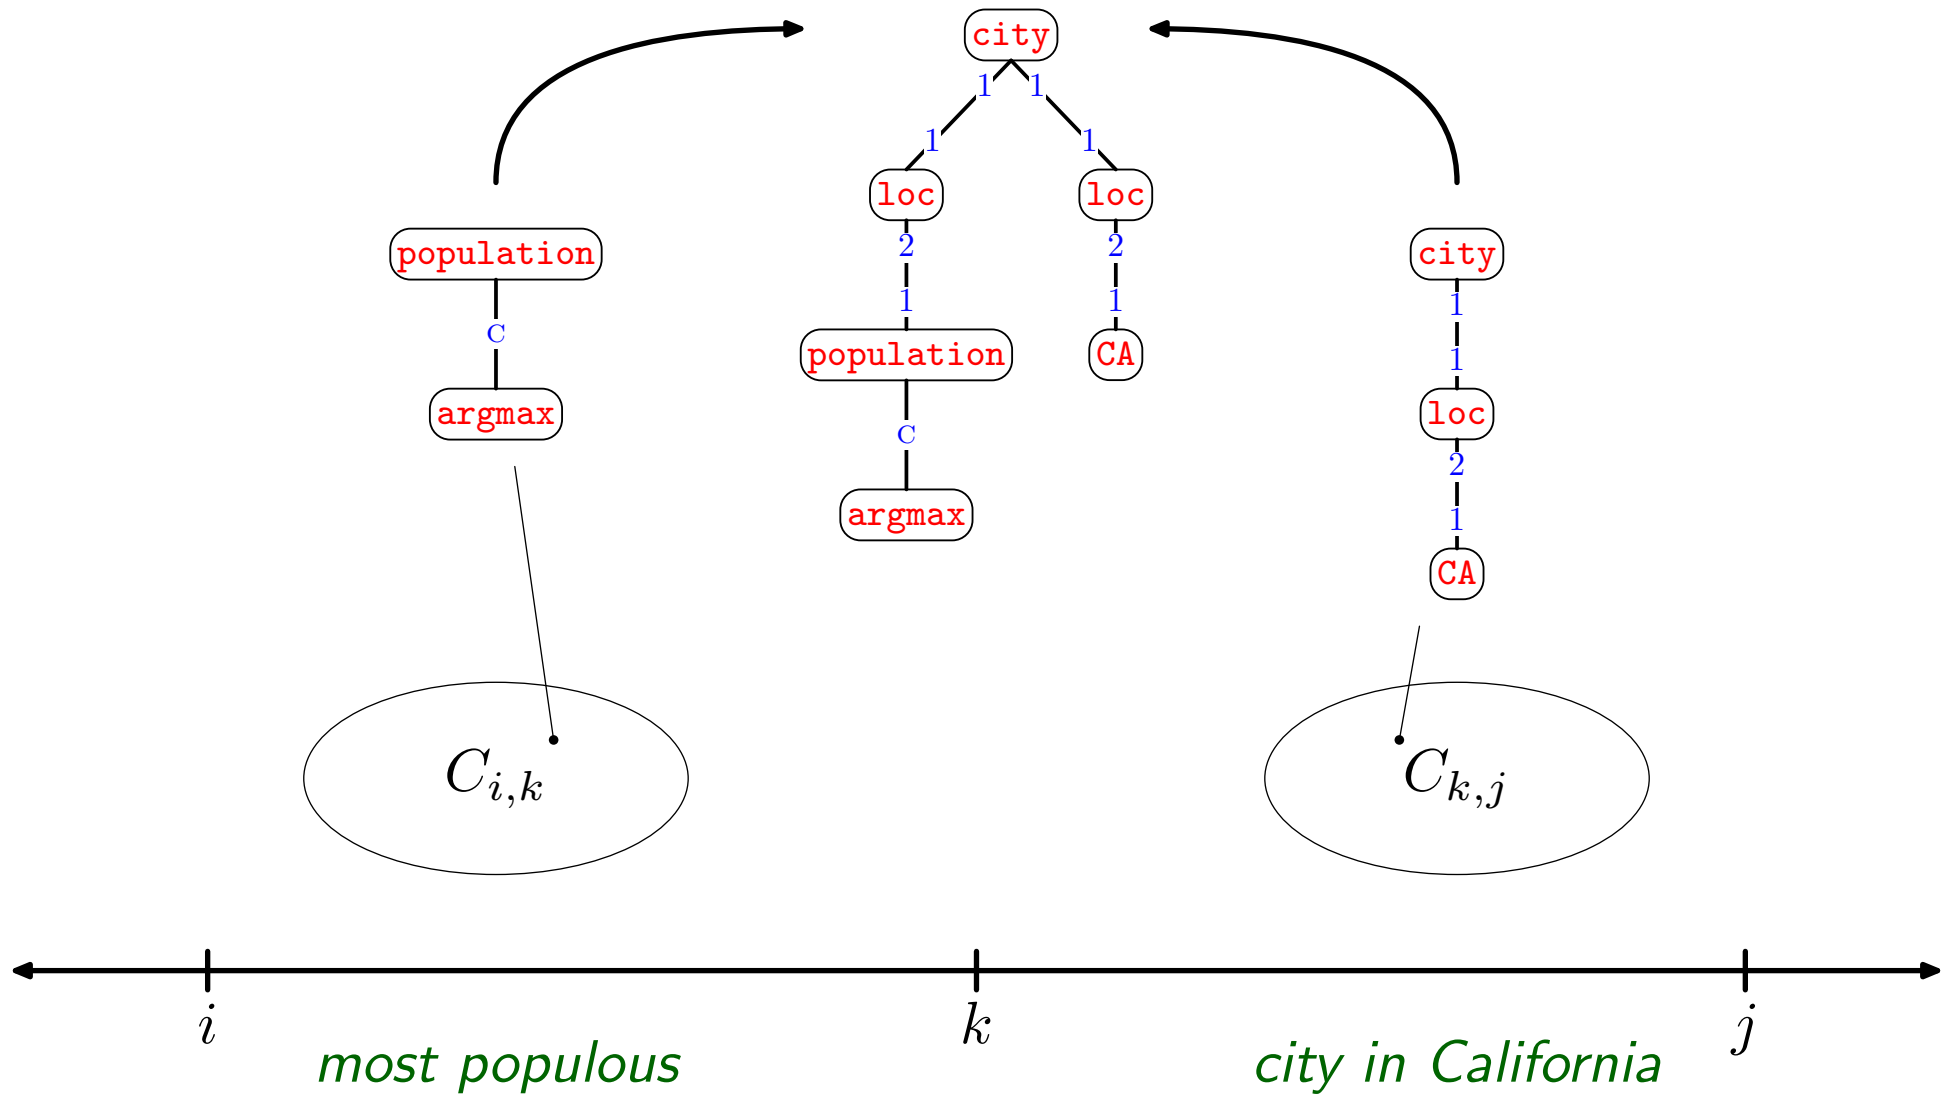 city
1 1
1 1
loc loc
population 2 2 city
1 1 1
c
population CA 1
argmax loc
c 2
argmax 1
CA
C_{i,k} C_{k,j}
i k j
most populous city in California